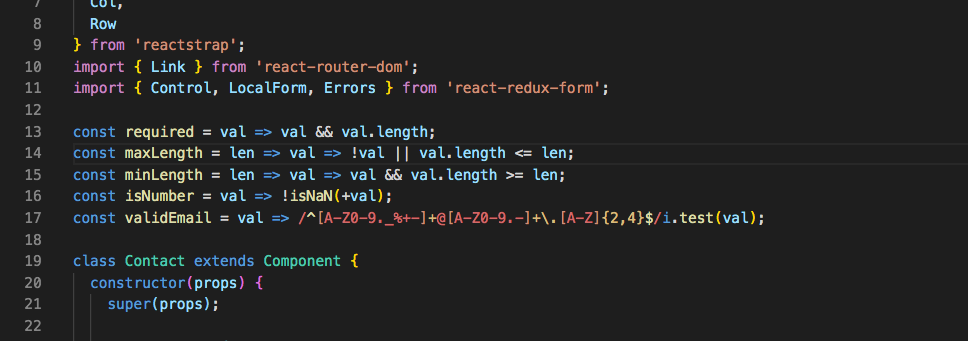 7 Col,
8 Row
9 } from 'reactstrap';
10 import { Link } from 'react-router-dom';
11 import { Control, LocalForm, Errors } from 'react-redux-form';
12
13 const required = val => val && val.length;
14 const maxLength = len => val => !val || val.length <= len;
15 const minLength = len => val => val && val.length >= len;
16 const isNumber = val => !isNaN(+val);
17 const validEmail = val => /^[A-Z0-9._%+-]+@[A-Z0-9.-]+\.[A-Z]{2,4}$/i.test(val);
18
19 class Contact extends Component {
20 constructor(props) {
21 super(props);
22